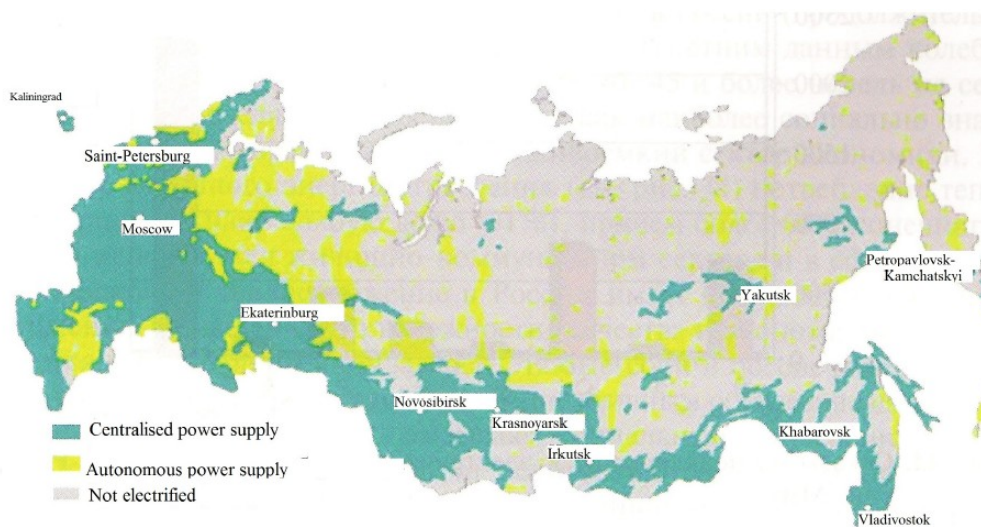 Kaliningrad
Saint-Petersburg
Moscow
Petropavlovsk-
Kamchatskyi
Yakutsk
Ekaterinburg
Novosibirsk
Krasnoyarsk
Khabarovsk
Irkutsk
Vladivostok
Centralised power supply
Autonomous power supply
Not electrified